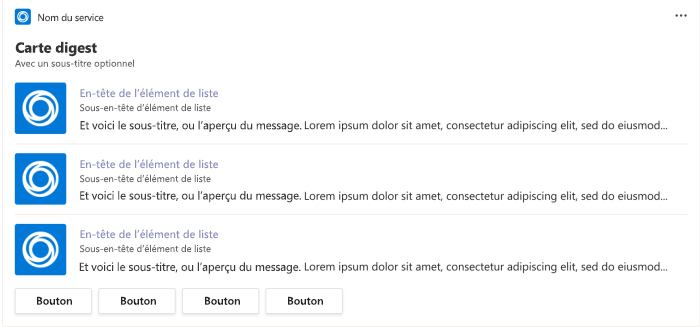 Nom du service
Carte digest
Avec un sous-titre optionnel
En-tête de l’élément de liste
Sous-en-tête d’élément de liste
Et voici le sous-titre, ou l’aperçu du message. Lorem ipsum dolor sit amet, consectetur adipiscing elit, sed do eiusmod...
En-tête de l’élément de liste
Sous-en-tête d’élément de liste
Et voici le sous-titre, ou l’aperçu du message. Lorem ipsum dolor sit amet, consectetur adipiscing elit, sed do eiusmod...
En-tête de l’élément de liste
Sous-en-tête d’élément de liste
Et voici le sous-titre, ou l’aperçu du message. Lorem ipsum dolor sit amet, consectetur adipiscing elit, sed do eiusmod...
Bouton Bouton Bouton Bouton